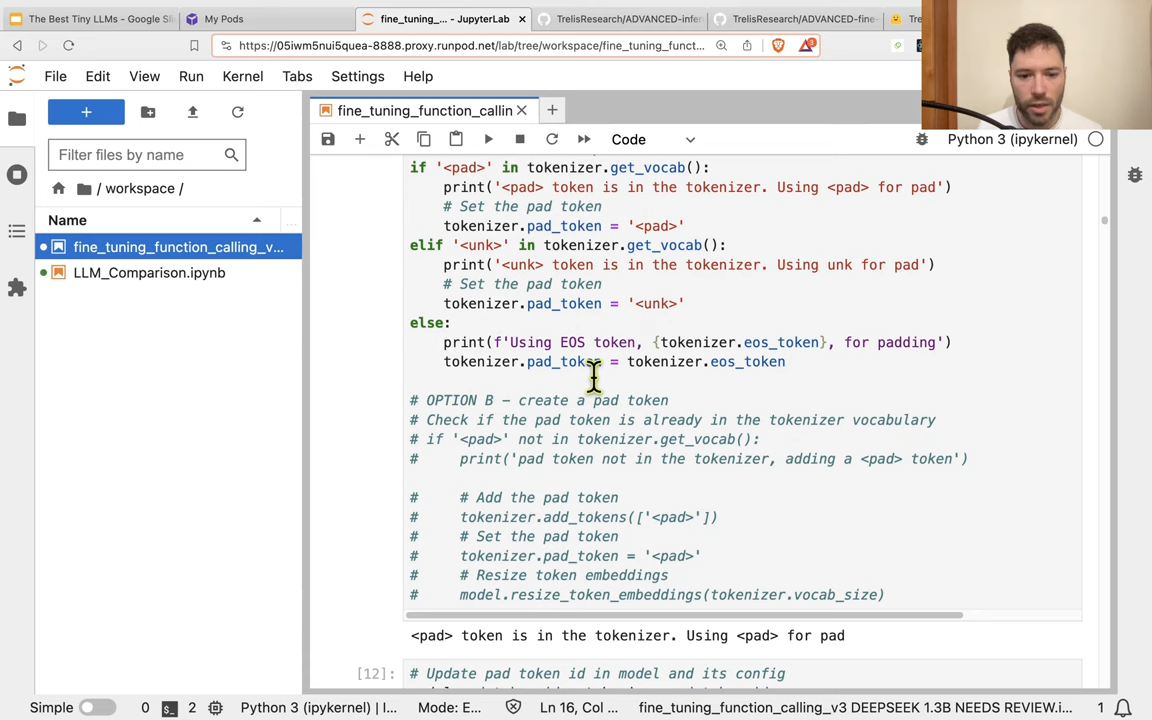 The Best Tiny LLMs - Google Sli
My Pods
fine_tuning_... - JupyterLab
TrelisResearch/ADVANCED-infer
TrelisResearch/ADVANCED-fine-
https://05iwm5nui5quea-8888.proxy.runpod.net/lab/tree/workspace/fine_tuning_funct...
File Edit View Run Kernel Tabs Settings Help
fine_tuning_function_callin
Code
Python 3 (ipykernel)
Filter files by name
/ workspace /
Name
fine_tuning_function_calling_v...
LLM_Comparison.ipynb
if '<pad>' in tokenizer.get_vocab():
print('<pad> token is in the tokenizer. Using <pad> for pad')
# Set the pad token
tokenizer.pad_token = '<pad>'
elif '<unk>' in tokenizer.get_vocab():
print('<unk> token is in the tokenizer. Using unk for pad')
# Set the pad token
tokenizer.pad_token = '<unk>'
else:
print(f'Using EOS token, {tokenizer.eos_token}, for padding')
tokenizer.pad_token = tokenizer.eos_token
# OPTION B – create a pad token
# Check if the pad token is already in the tokenizer vocabulary
# if '<pad>' not in tokenizer.get_vocab():
# print('pad token not in the tokenizer, adding a <pad> token')
# # Add the pad token
# tokenizer.add_tokens(['<pad>'])
# # Set the pad token
# tokenizer.pad_token = '<pad>'
# # Resize token embeddings
# model.resize_token_embeddings(tokenizer.vocab_size)
<pad> token is in the tokenizer. Using <pad> for pad
[12]: # Update pad token id in model and its config
Simple 0 2 Python 3 (ipykernel) | I... Mode: E... Ln 16, Col ... fine_tuning_function_calling_v3 DEEPSEEK 1.3B NEEDS REVIEW.i... 1